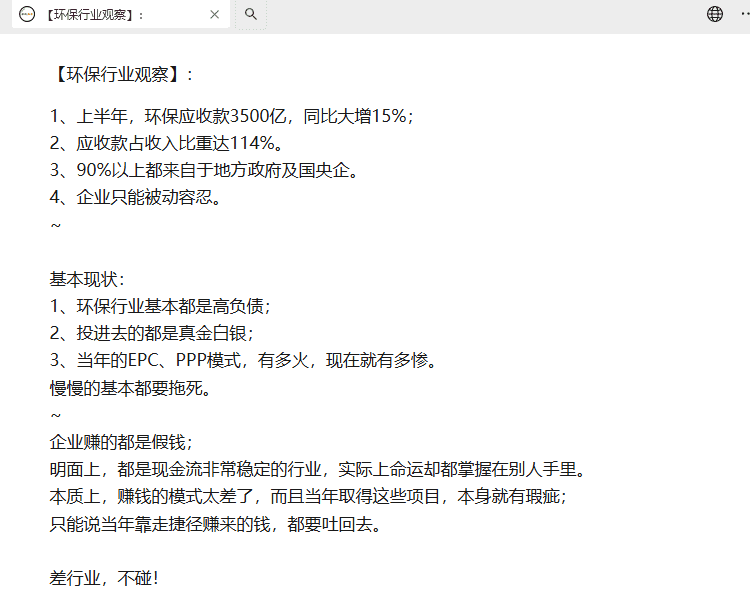 【环保行业观察】:
【环保行业观察】:
1、上半年，环保应收款3500亿，同比大增15%;
2、应收款占收入比重达114%。
3、90%以上都来自于地方政府及国央企。
4、企业只能被动容忍。
~
基本现状:
1、环保行业基本都是高负债;
2、投进去的都是真金白银;
3、当年的EPC、PPP模式，有多火，现在就有多惨。
慢慢的基本都要拖死。
~
企业赚的都是假钱;
明面上，都是现金流非常稳定的行业，实际上命运却都掌握在别人手里。
本质上，赚钱的模式太差了，而且当年取得这些项目，本身就有瑕疵;
只能说当年靠走捷径赚来的钱，都要吐回去。
差行业，不碰!